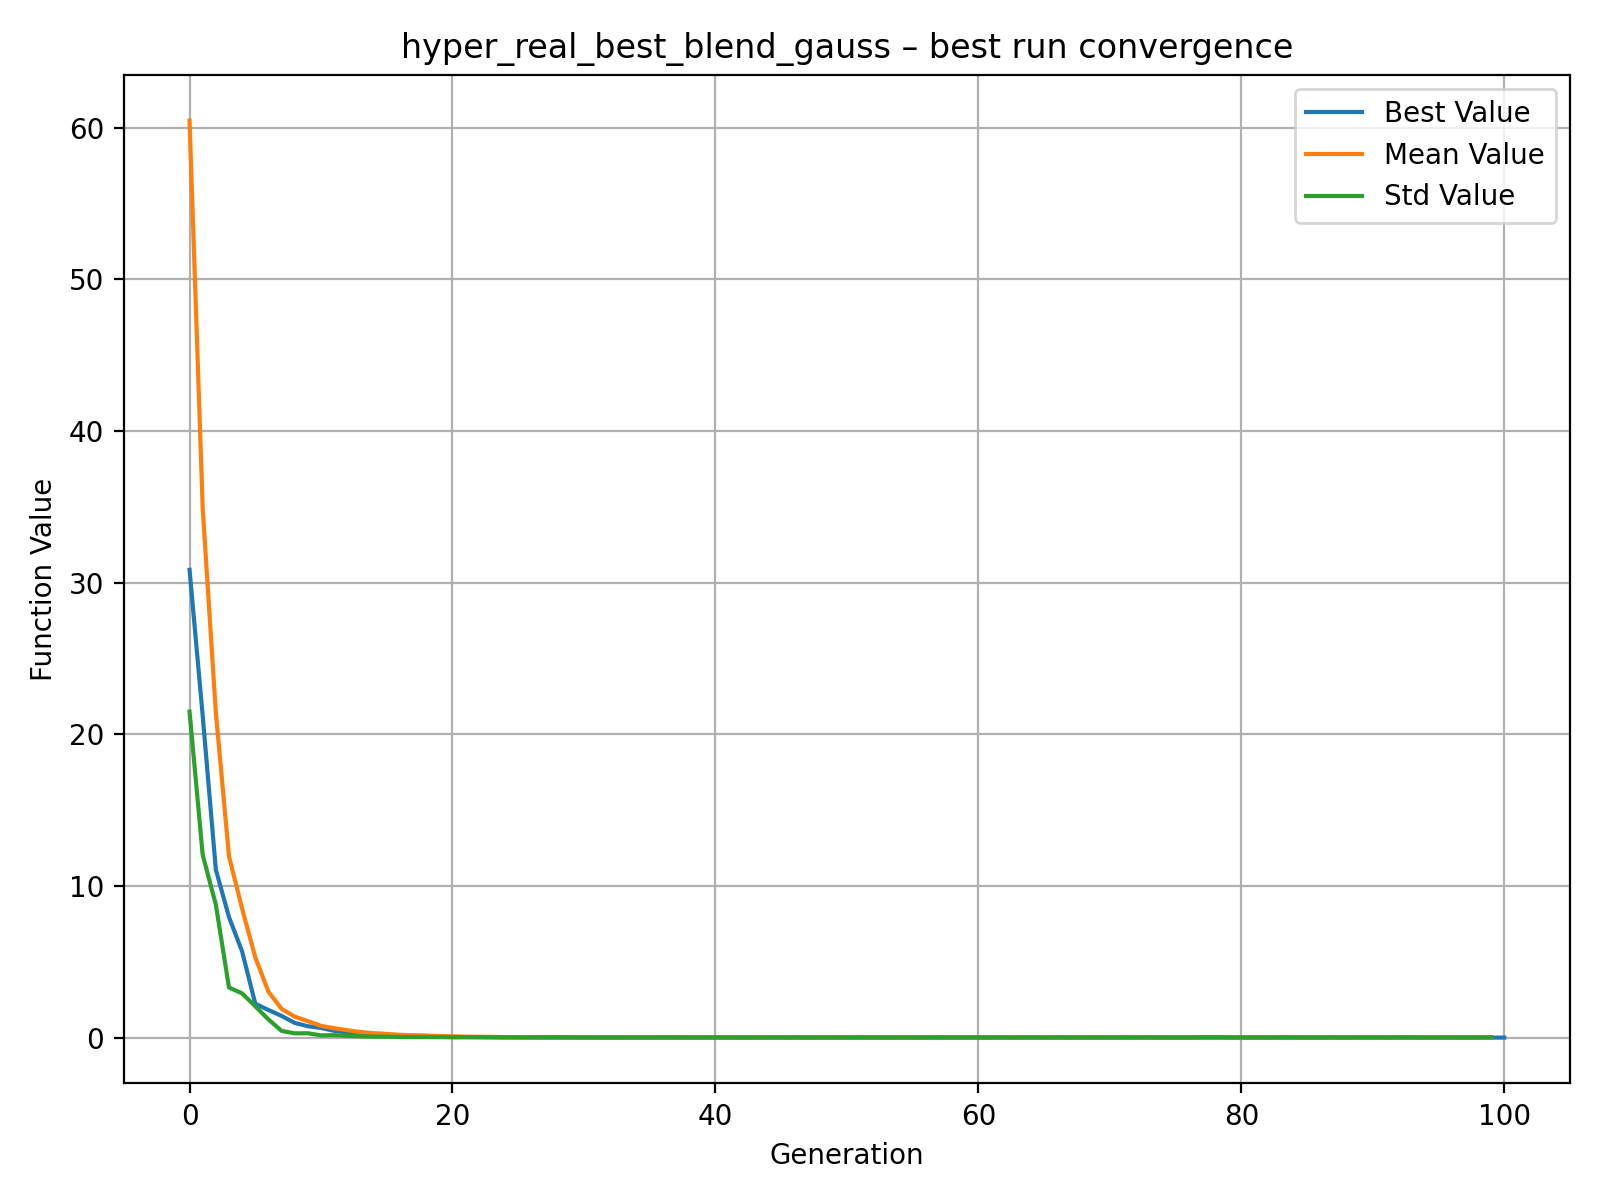 hyper_real_best_blend_gauss – best run convergence
Best Value
Mean Value
Std Value
Function Value
60
50
40
30
20
10
0
0 20 40 60 80 100
Generation